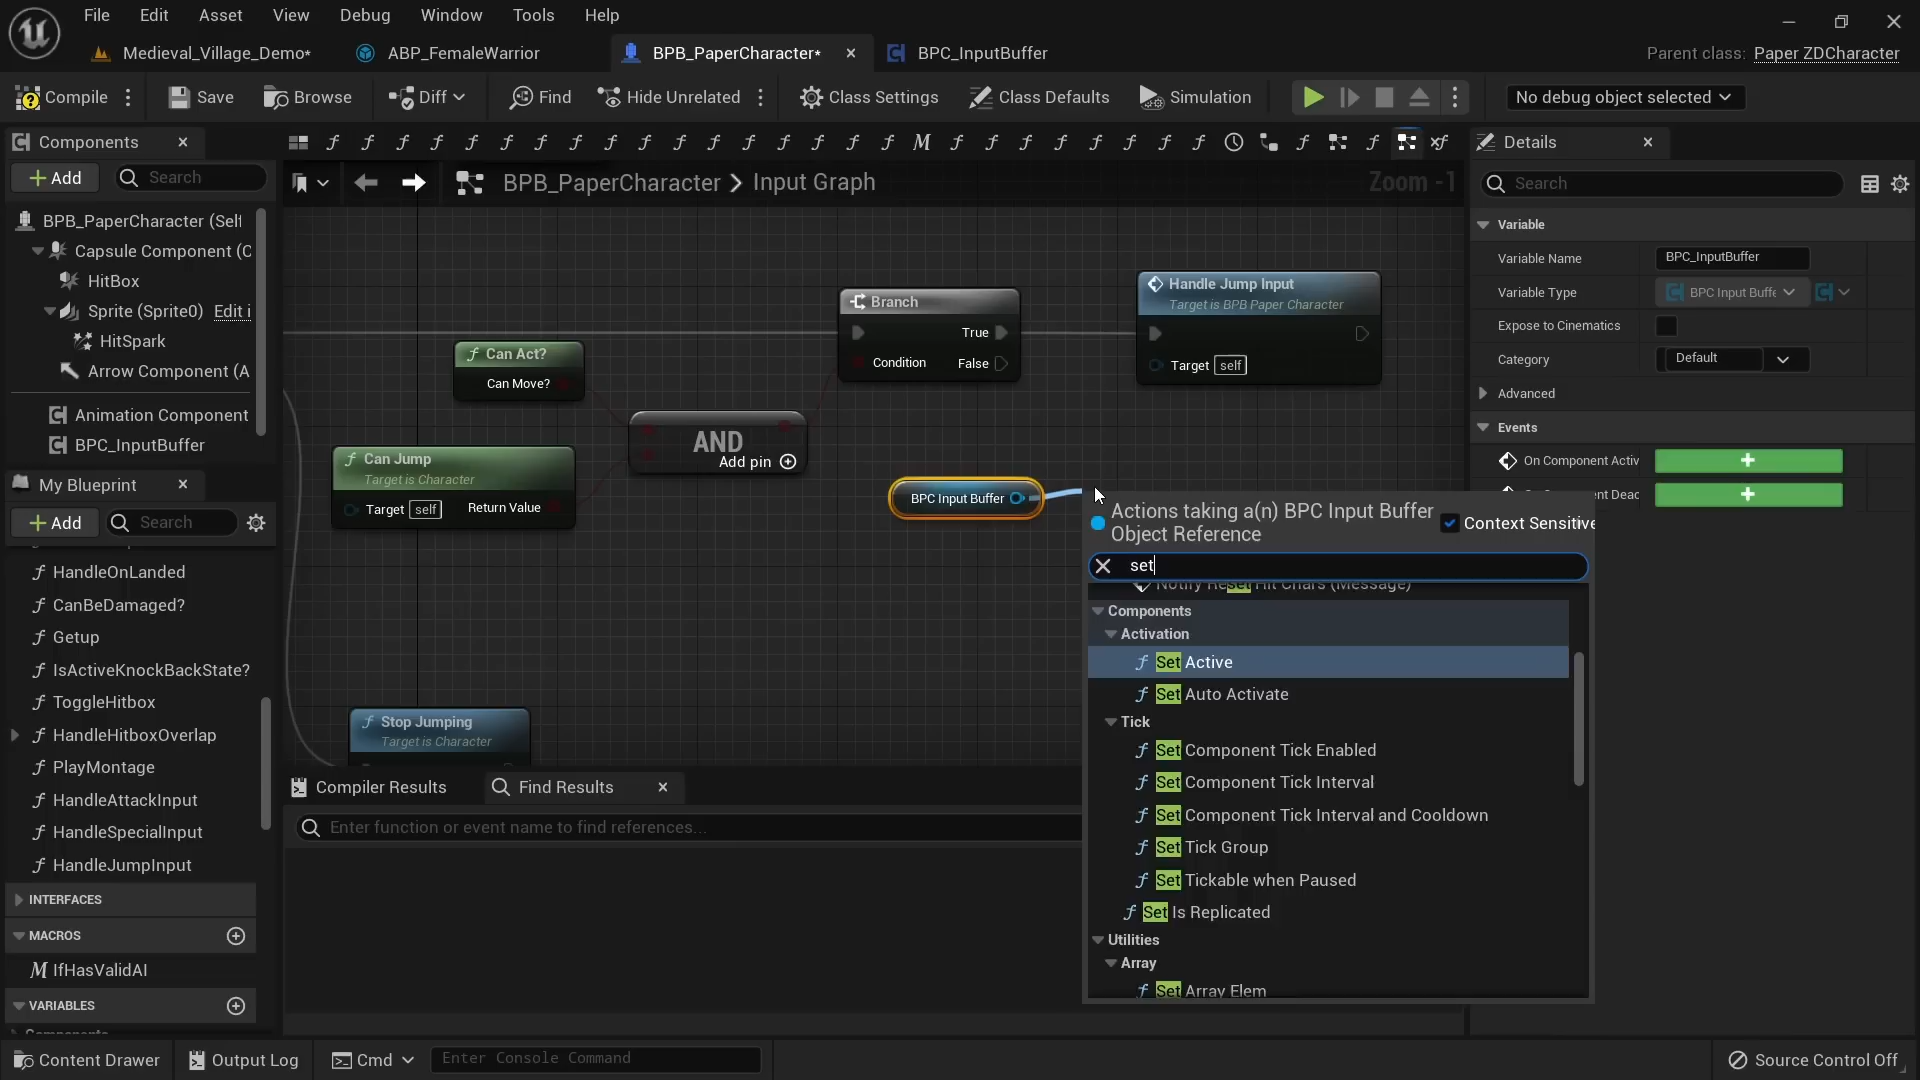 File Edit Asset View Debug Window Tools Help
Medieval_Village_Demo* ABP_FemaleWarrior BPB_PaperCharacter* BPC_InputBuffer Parent class: Paper ZDCharacter
Compile Save Browse Diff Find Hide Unrelated Class Settings Class Defaults Simulation No debug object selected
Components
Add Search
BPB_PaperCharacter (Self
Capsule Component (C
HitBox
Sprite (Sprite0) Edit i
HitSpark
Arrow Component (A
Animation Component
BPC_InputBuffer
My Blueprint
Add Search
HandleOnLanded
CanBeDamaged?
Getup
IsActiveKnockBackState?
ToggleHitbox
HandleHitboxOverlap
PlayMontage
HandleAttackInput
HandleSpecialInput
HandleJumpInput
INTERFACES
MACROS
IfHasValidAI
VARIABLES
BPB_PaperCharacter > Input Graph Zoom -1
Branch
True
Condition False
Handle Jump Input
Target is BPB Paper Character
Target self
Can Act?
Can Move?
AND
Add pin
Can Jump
Target is Character
Target self Return Value
BPC Input Buffer
Stop Jumping
Target is Character
Actions taking a(n) BPC Input Buffer
Object Reference
Context Sensitive
set
Notify Reset Hit Chars (Message)
Components
Activation
Set Active
Set Auto Activate
Tick
Set Component Tick Enabled
Set Component Tick Interval
Set Component Tick Interval and Cooldown
Set Tick Group
Set Tickable when Paused
Set Is Replicated
Utilities
Array
Set Array Elem
Compiler Results Find Results
Enter function or event name to find references...
Details
Search
Variable
Variable Name BPC_InputBuffer
Variable Type BPC Input Buffe
Expose to Cinematics
Category Default
Advanced
Events
On Component Activ
Content Drawer Output Log Cmd Enter Console Command Source Control Off